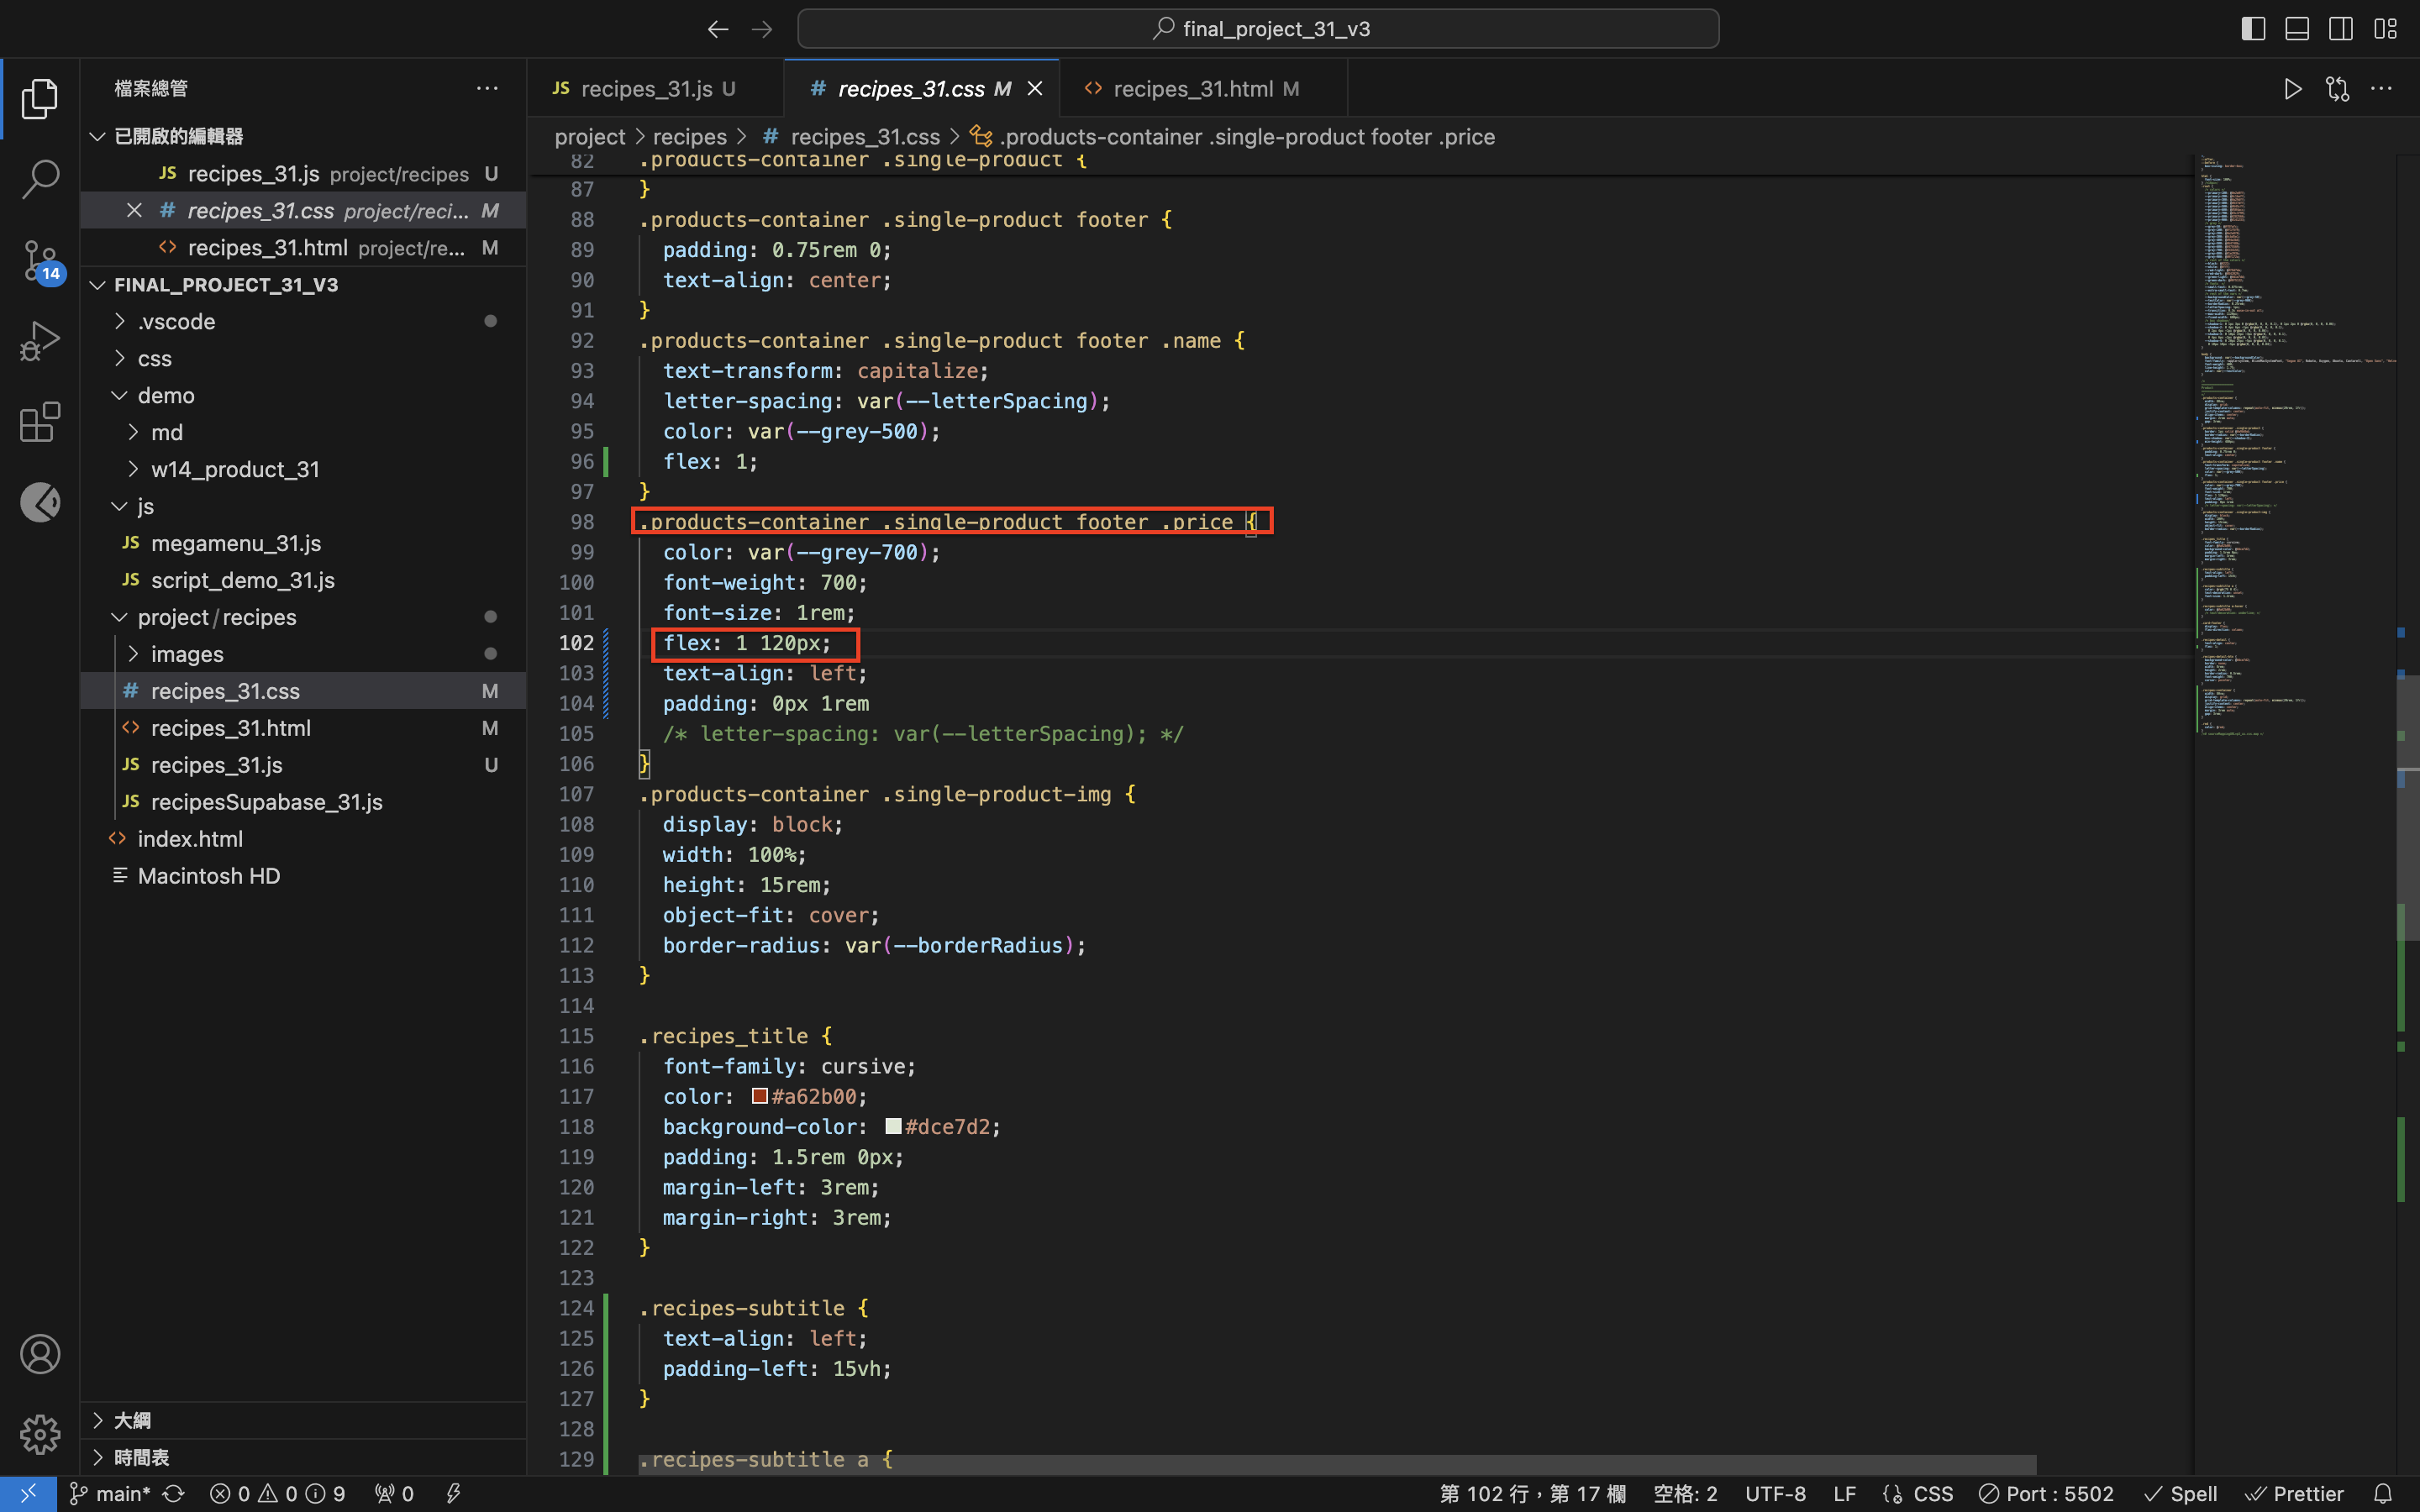 final_project_31_v3
檔案總管
已開啟的編輯器
JS recipes_31.js project/recipes U
# recipes_31.css project/reci... M
<> recipes_31.html project/re... M
14
FINAL_PROJECT_31_V3
.vscode
css
demo
md
w14_product_31
js
JS megamenu_31.js
JS script_demo_31.js
project/recipes
images
# recipes_31.css M
<> recipes_31.html M
JS recipes_31.js U
JS recipesSupabase_31.js
<> index.html
Macintosh HD
大綱
時間表
JS recipes_31.js U
# recipes_31.css M
<> recipes_31.html M
project > recipes > # recipes_31.css > .products-container .single-product footer .price
82 .products-container .single-product {
87 }
88 .products-container .single-product footer {
89 padding: 0.75rem 0;
90 text-align: center;
91 }
92 .products-container .single-product footer .name {
93 text-transform: capitalize;
94 letter-spacing: var(--letterSpacing);
95 color: var(--grey-500);
96 flex: 1;
97 }
98 .products-container .single-product footer .price {
99 color: var(--grey-700);
100 font-weight: 700;
101 font-size: 1rem;
102 flex: 1 120px;
103 text-align: left;
104 padding: 0px 1rem
105 /* letter-spacing: var(--letterSpacing); */
106 }
107 .products-container .single-product-img {
108 display: block;
109 width: 100%;
110 height: 15rem;
111 object-fit: cover;
112 border-radius: var(--borderRadius);
113 }
114
115 .recipes_title {
116 font-family: cursive;
117 color: #a62b00;
118 background-color: #dce7d2;
119 padding: 1.5rem 0px;
120 margin-left: 3rem;
121 margin-right: 3rem;
122 }
123
124 .recipes-subtitle {
125 text-align: left;
126 padding-left: 15vh;
127 }
128
129 .recipes-subtitle a {
main* 0 0 9 0 第 102 行，第 17 欄 空格: 2 UTF-8 LF CSS Port : 5502 Spell Prettier